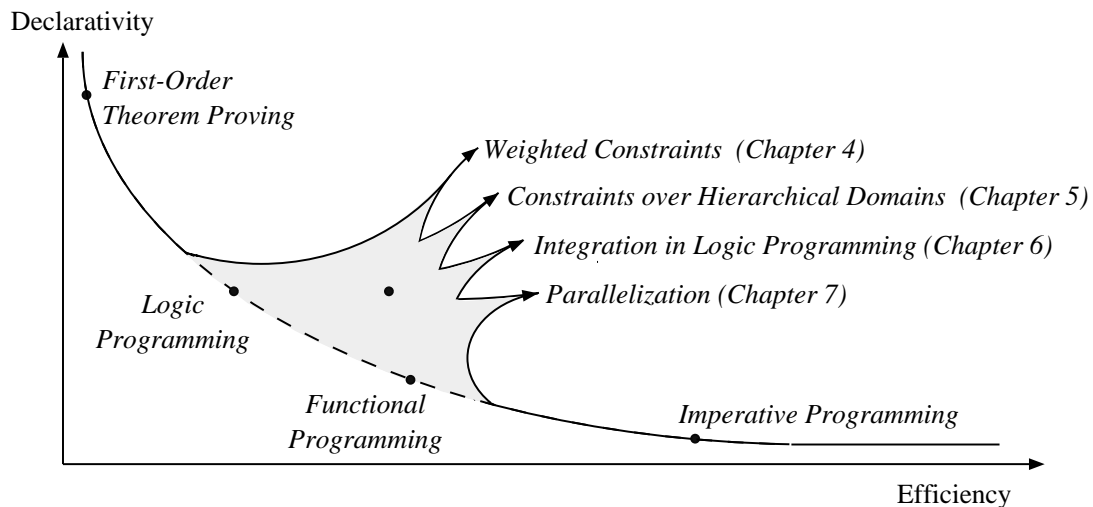 Declarativity
First-Order
Theorem Proving
Weighted Constraints (Chapter 4)
Constraints over Hierarchical Domains (Chapter 5)
Integration in Logic Programming (Chapter 6)
Parallelization (Chapter 7)
Logic
Programming
Functional
Programming
Imperative Programming
Efficiency